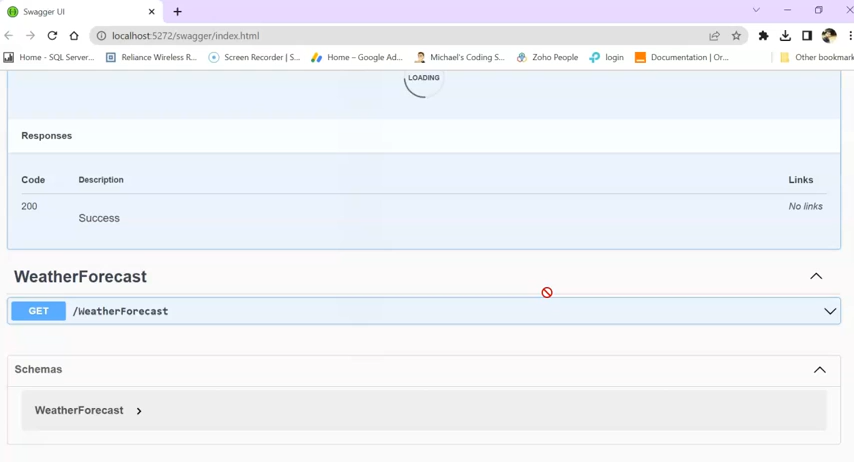 Swagger UI
localhost:5272/swagger/index.html
Home - SQL Server...
Reliance Wireless R...
Screen Recorder | S...
Home – Google Ad...
Michael's Coding S...
Zoho People
login
Documentation | Or...
Other bookmark
LOADING
Responses
Code Description Links
200 Success No links
WeatherForecast
GET /WeatherForecast
Schemas
WeatherForecast